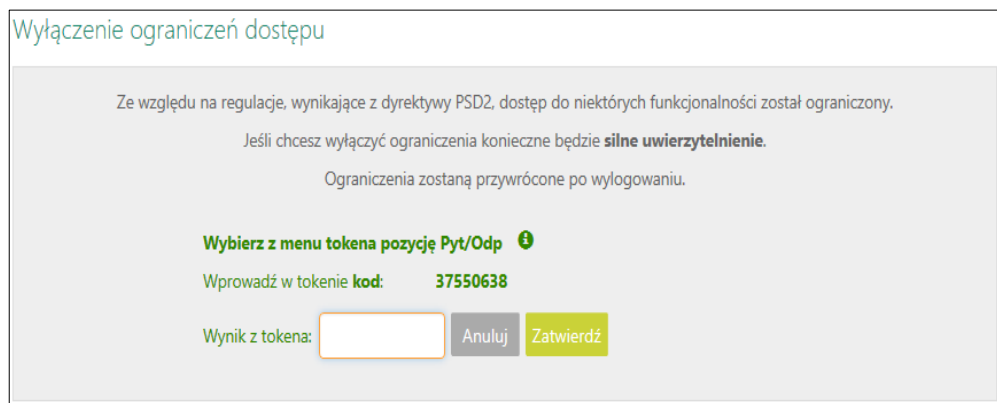 Wyłączenie ograniczeń dostępu
Ze względu na regulacje, wynikające z dyrektywy PSD2, dostęp do niektórych funkcjonalności został ograniczony.
Jeśli chcesz wyłączyć ograniczenia konieczne będzie silne uwierzytelnienie.
Ograniczenia zostaną przywrócone po wylogowaniu.
Wybierz z menu tokena pozycję Pyt/Odp
Wprowadź w tokenie kod: 37550638
Wynik z tokena: Anuluj Zatwierdź